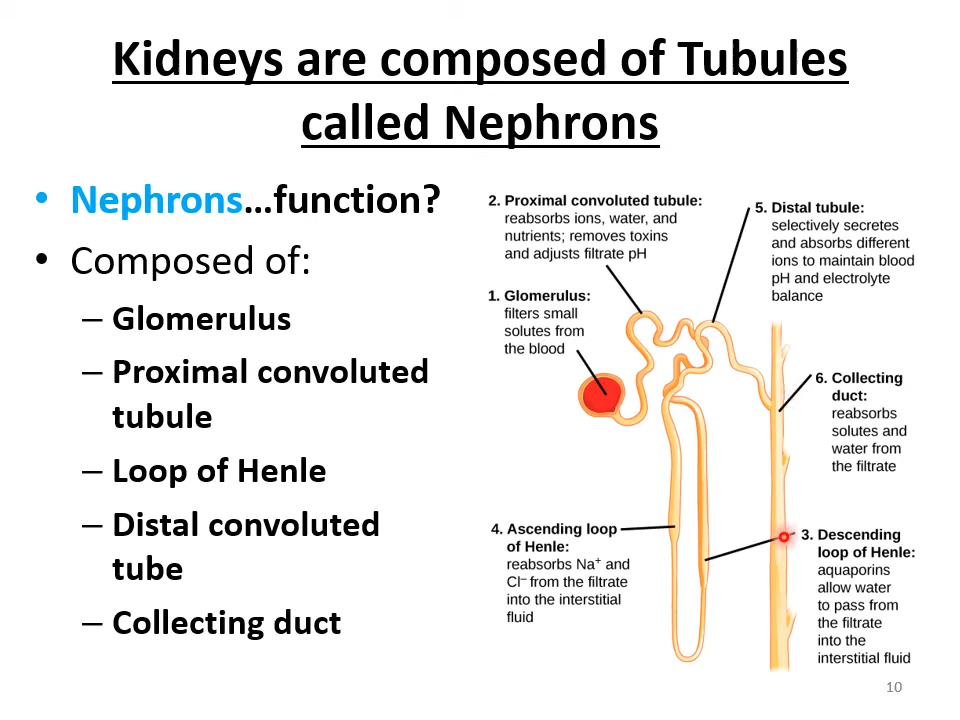 Kidneys are composed of Tubules
called Nephrons
• Nephrons…function?
• Composed of:
– Glomerulus
– Proximal convoluted
tubule
– Loop of Henle
– Distal convoluted
tube
– Collecting duct
2. Proximal convoluted tubule:
reabsorbs ions, water, and
nutrients; removes toxins
and adjusts filtrate pH
1. Glomerulus:
filters small
solutes from
the blood
5. Distal tubule:
selectively secretes
and absorbs different
ions to maintain blood
pH and electrolyte
balance
6. Collecting
duct:
reabsorbs
solutes and
water from
the filtrate
4. Ascending loop
of Henle:
reabsorbs Na⁺ and
Cl⁻ from the filtrate
into the interstitial
fluid
3. Descending
loop of Henle:
aquaporins
allow water
to pass from
the filtrate
into the
interstitial fluid
10